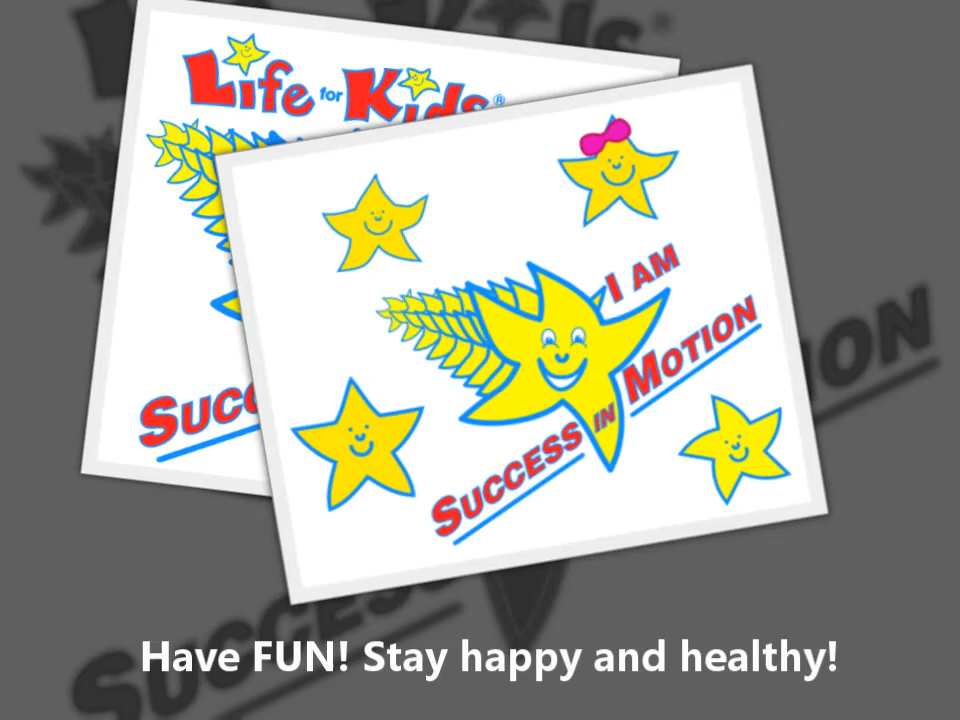 Life for Kids®
Succ
I AM
SUCCESS IN MOTION
Have FUN! Stay happy and healthy!